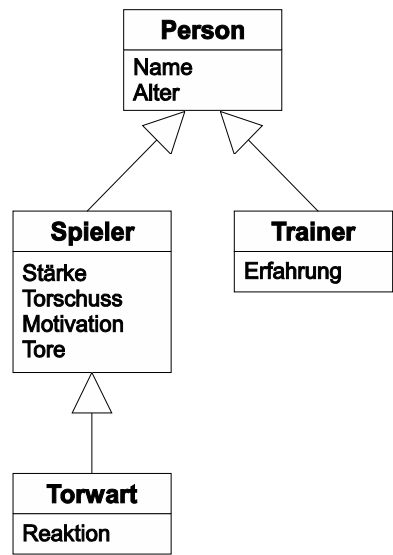 Person
Name
Alter
Spieler
Stärke
Torschuss
Motivation
Tore
Trainer
Erfahrung
Torwart
Reaktion